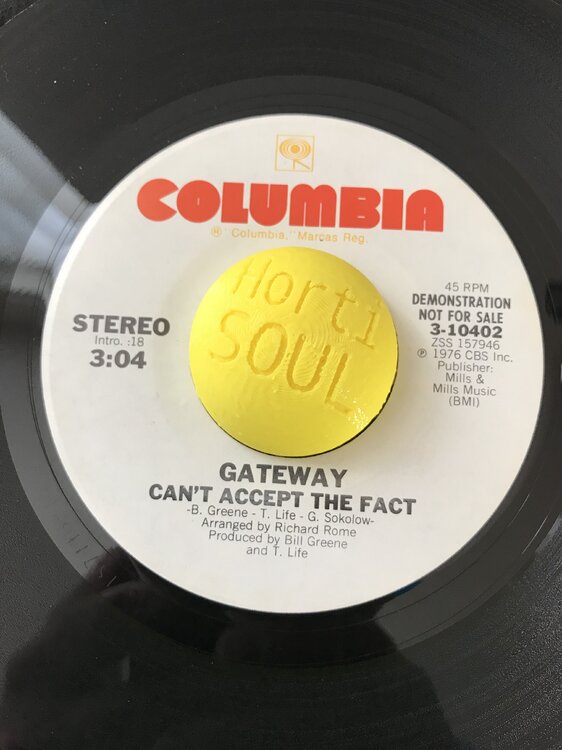 COLUMBIA
® "Columbia," Marcas Reg.
Horti
SOUL
STEREO
Intro. :18
3:04
45 RPM
DEMONSTRATION
NOT FOR SALE
3-10402
ZSS 157946
℗ 1976 CBS Inc.
Publisher:
Mills &
Mills Music
(BMI)
GATEWAY
CAN'T ACCEPT THE FACT
-B. Greene - T. Life - G. Sokolow-
Arranged by Richard Rome
Produced by Bill Greene
and T. Life